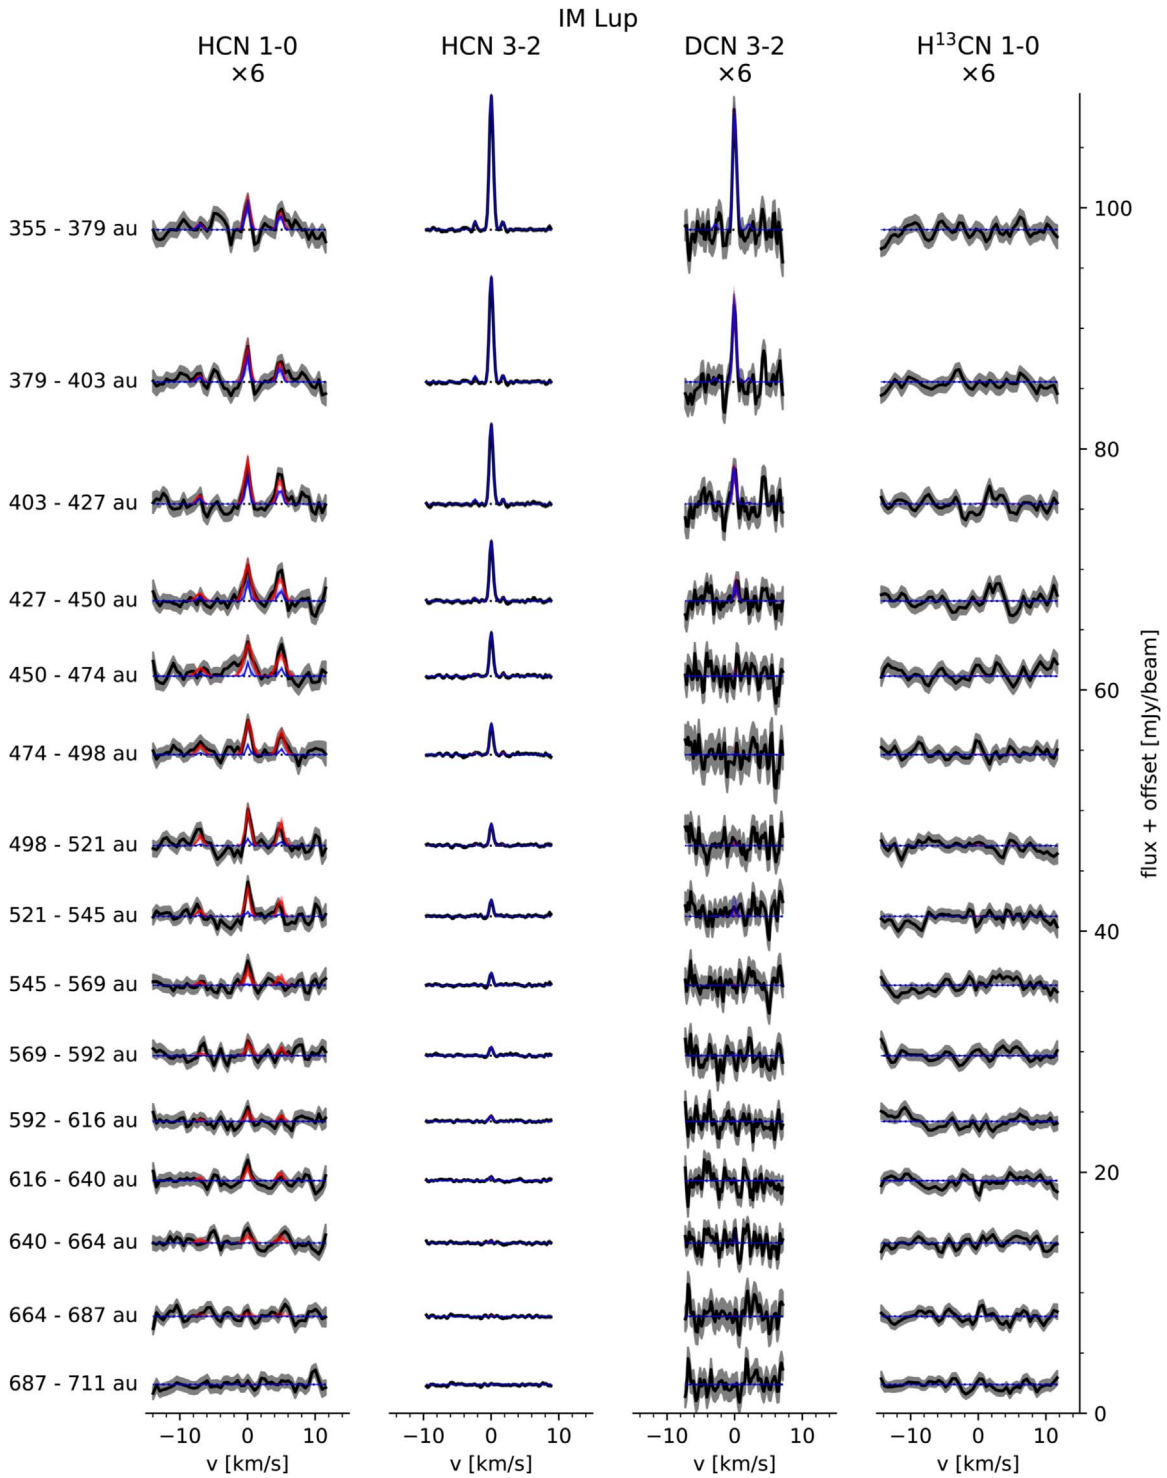 IM Lup
HCN 1-0 HCN 3-2 DCN 3-2 H¹³CN 1-0
×6 ×6 ×6
355 - 379 au
100
379 - 403 au
80
403 - 427 au
427 - 450 au
450 - 474 au
60
474 - 498 au
498 - 521 au
521 - 545 au
40
545 - 569 au
569 - 592 au
592 - 616 au
616 - 640 au
20
640 - 664 au
664 - 687 au
687 - 711 au
0
flux + offset [mJy/beam]
−10 0 10 −10 0 10 −10 0 10 −10 0 10
v [km/s] v [km/s] v [km/s] v [km/s]